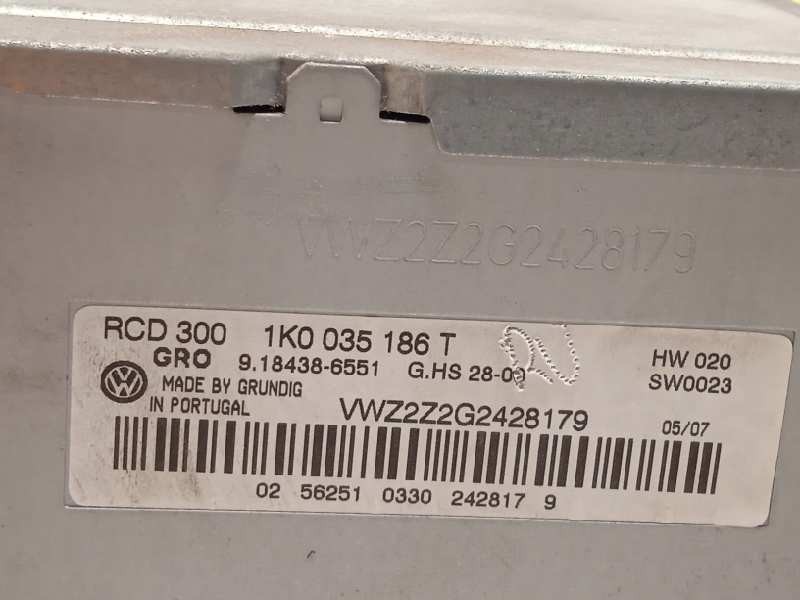 VWZ2Z2G2428179
RCD 300 1K0 035 186 T
GRO 9.18438-6551 G.HS 28-0
HW 020
SW0023
MADE BY GRUNDIG
IN PORTUGAL
VWZ2Z2G2428179
05/07
02 56251 0330 242817 9